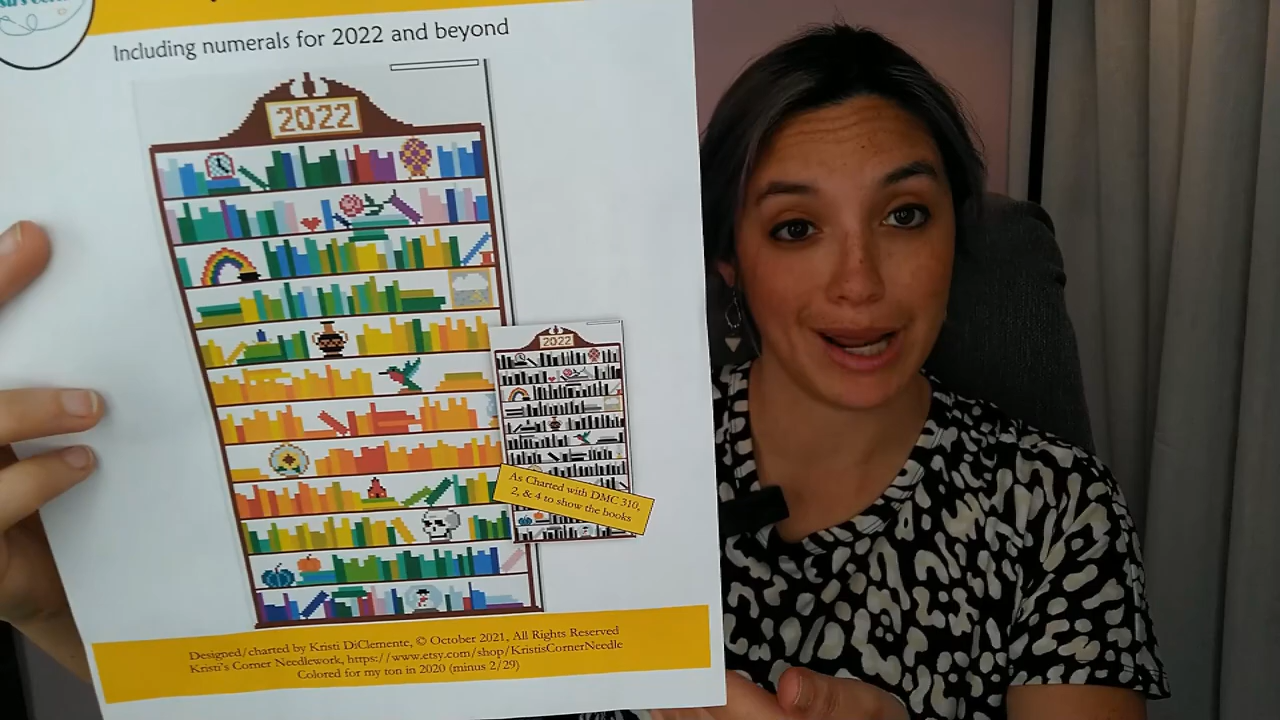 Including numerals for 2022 and beyond
2022
2022
As Charted with DMC 310,
2, & 4 to show the books
Designed/charted by Kristi DiClemente, © October 2021, All Rights Reserved
Kristi's Corner Needlework, https://www.etsy.com/shop/KristisCornerNeedle
Colored for my ton in 2020 (minus 2/29)